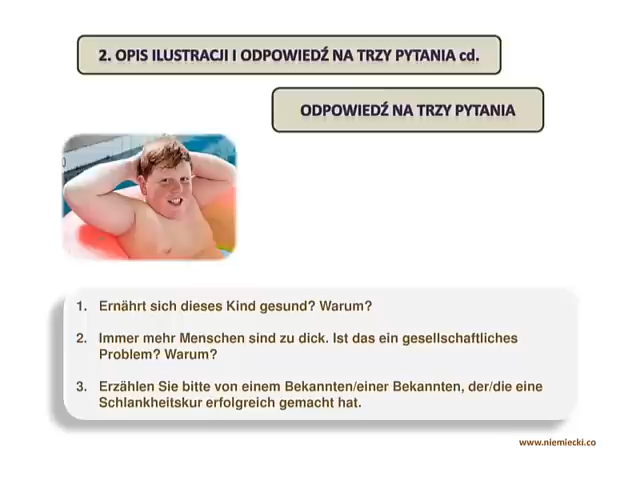 2. OPIS ILUSTRACJI I ODPOWIEDŹ NA TRZY PYTANIA cd.
ODPOWIEDŹ NA TRZY PYTANIA
1. Ernährt sich dieses Kind gesund? Warum?
2. Immer mehr Menschen sind zu dick. Ist das ein gesellschaftliches
Problem? Warum?
3. Erzählen Sie bitte von einem Bekannten/einer Bekannten, der/die eine
Schlankheitskur erfolgreich gemacht hat.
www.niemiecki.co